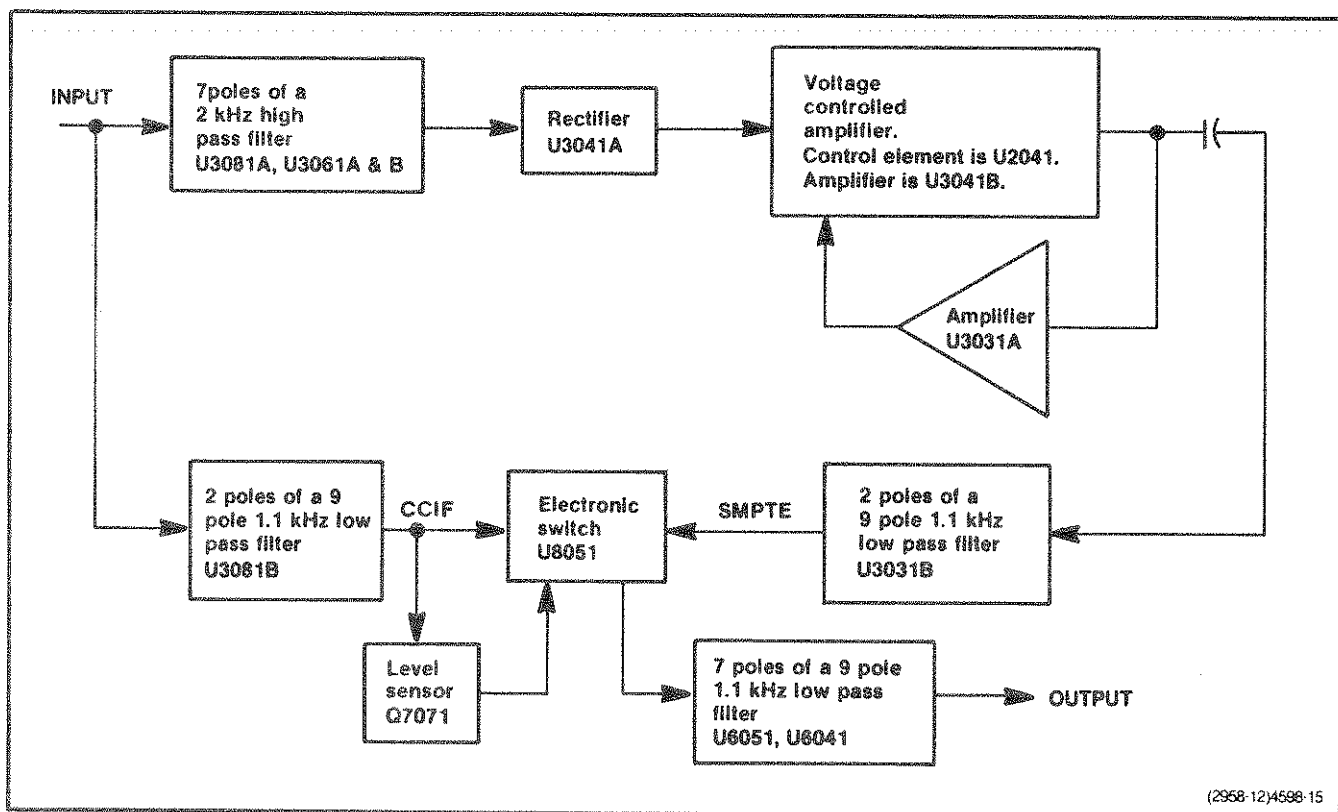 INPUT
7poles of a
2 kHz high
pass filter
U3081A, U3061A & B
Rectifier
U3041A
Voltage
controlled
amplifier.
Control element is U2041.
Amplifier is U3041B.
Amplifier
U3031A
2 poles of a 9
pole 1.1 kHz low
pass filter
U3081B
CCIF
Electronic
switch
U8051
SMPTE
2 poles of a
9 pole 1.1 kHz
low pass filter
U3031B
Level
sensor
Q7071
7 poles of a 9 pole
1.1 kHz low pass
filter
U6051, U6041
OUTPUT
(2958-12)4598-15